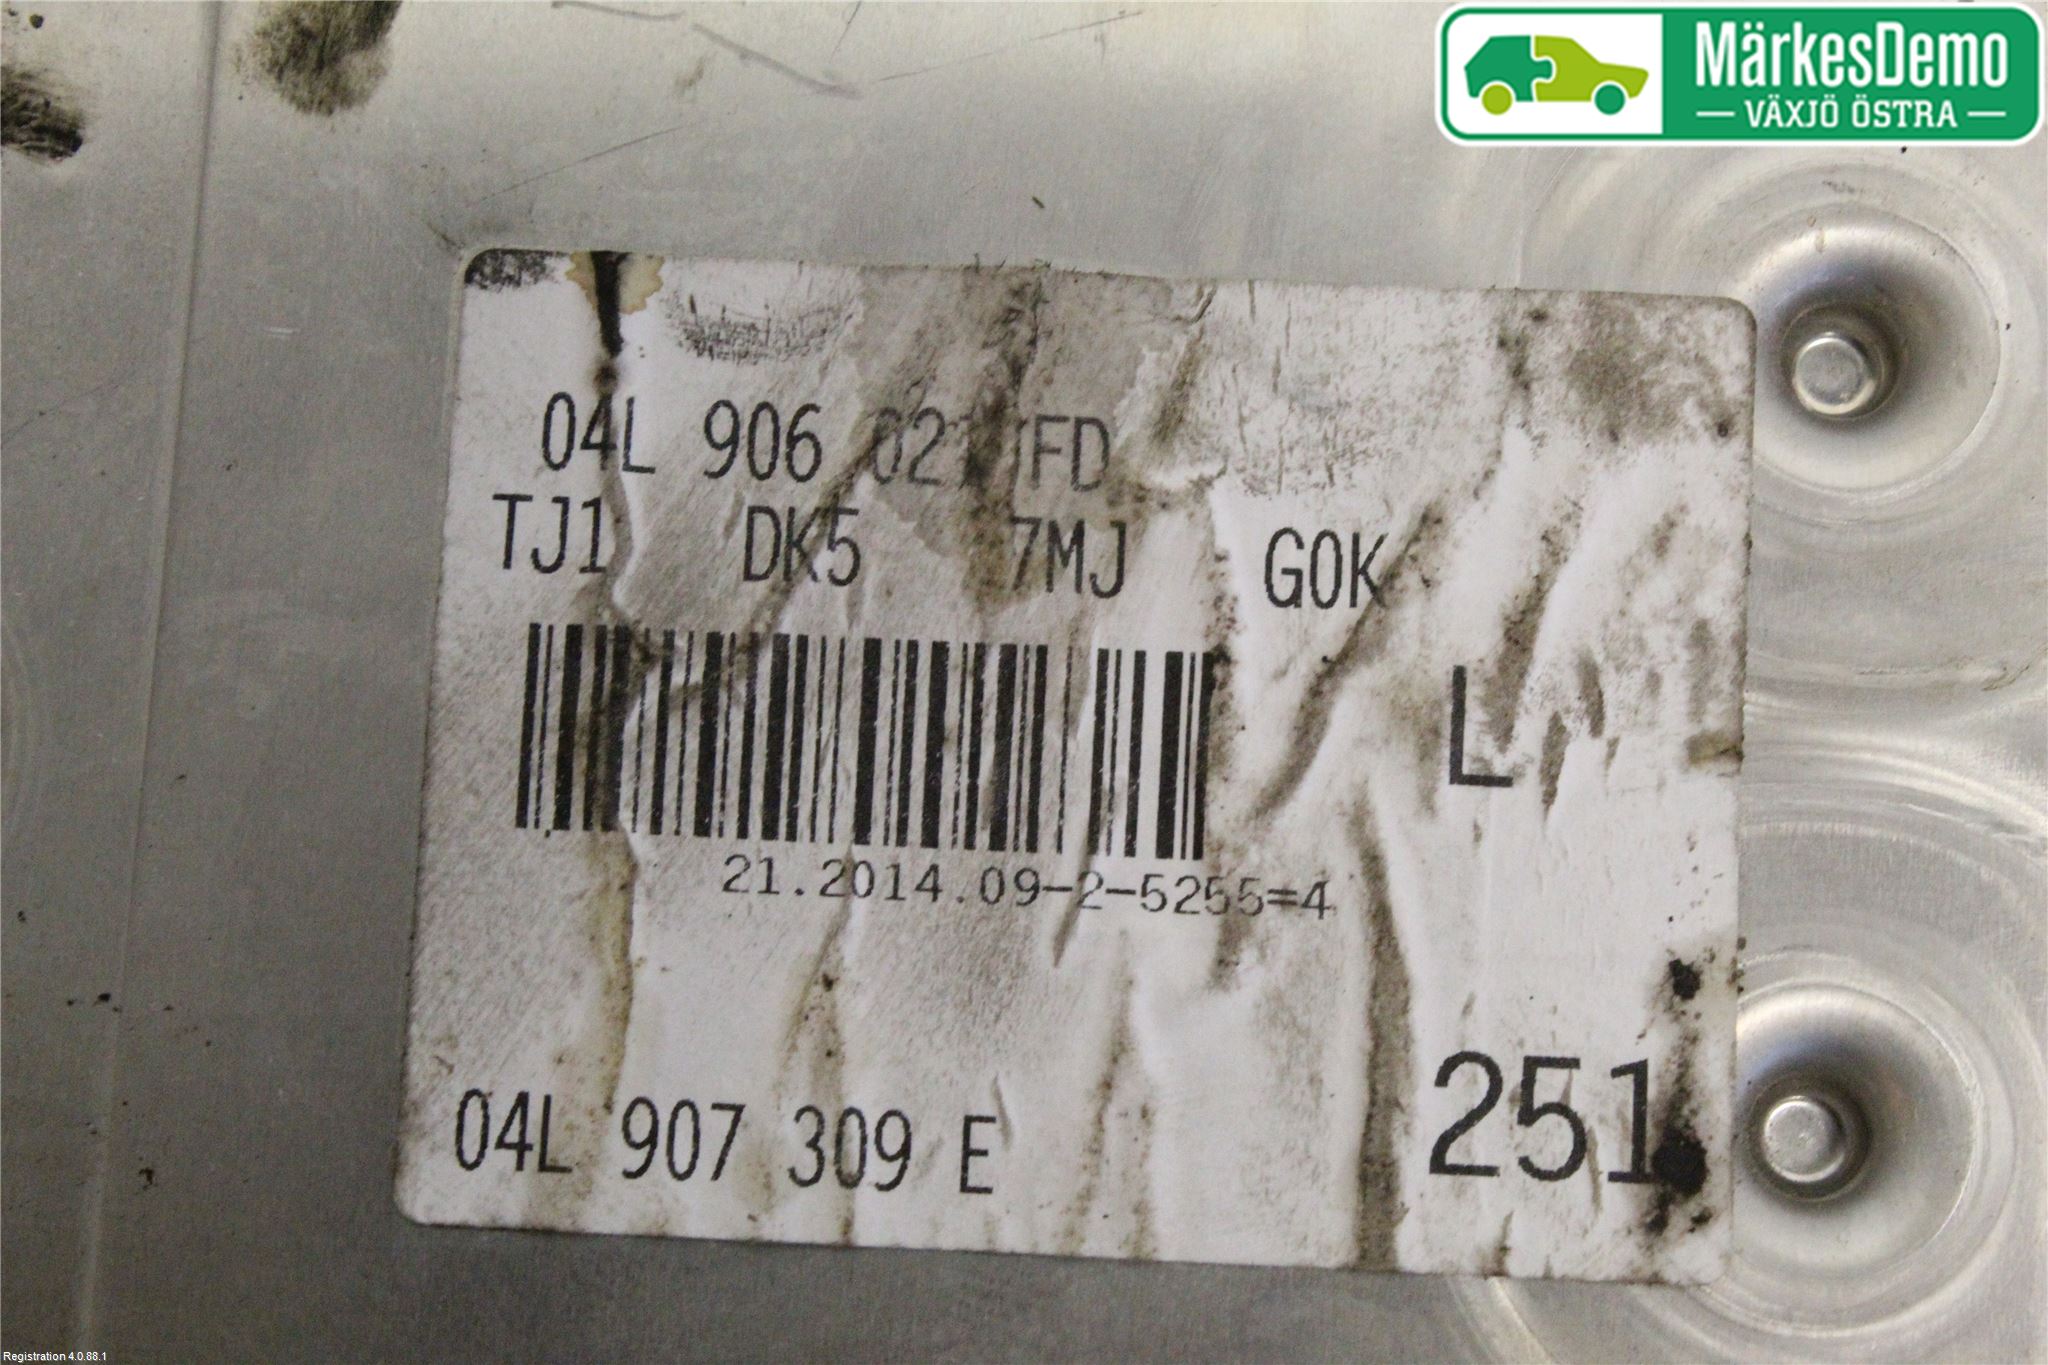 MärkesDemo
VÄXJÖ ÖSTRA
04L 906 FD
TJ1 DK5 7MJ G0K
L
21.2014.09-2-5255=4
04L 907 309 E
251
Registration 4.0.88.1